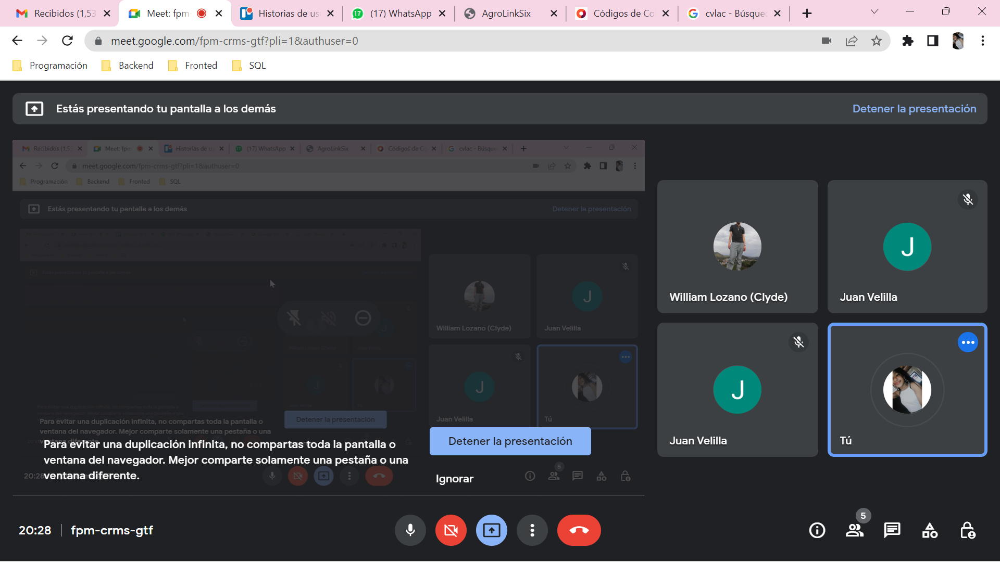 Recibidos (1,53
Meet: fpm
Historias de us
(17) WhatsApp
AgroLinkSix
Códigos de Co
cvlac - Búsque
meet.google.com/fpm-crms-gtf?pli=1&authuser=0
Programación
Backend
Fronted
SQL
Estás presentando tu pantalla a los demás
Detener la presentación
Recibidos (1,5
Meet: fpm
Historias de u
(17) WhatsApp
AgroLinkSix
Códigos de Co
cvlac - Búsque
meet.google.com/fpm-crms-gtf?pli=1&authuser=0
Programación
Backend
Fronted
SQL
Estás presentando tu pantalla a los demás
Detener la presentación
William Lozano (Clyde)
J
Juan Velilla
J
Juan Velilla
Tú
Para evitar una duplicación infinita, no compartas toda la pantalla o
ventana del navegador. Mejor comparte solamente una pestaña o una
ventana diferente.
Detener la presentación
Para evitar una duplicación infinita, no compartas toda la pantalla o
ventana del navegador. Mejor comparte solamente una pestaña o una
ventana diferente.
Detener la presentación
Ignorar
20:28
5
J
William Lozano (Clyde)
J
Juan Velilla
J
Juan Velilla
Tú
20:28
fpm-crms-gtf
5